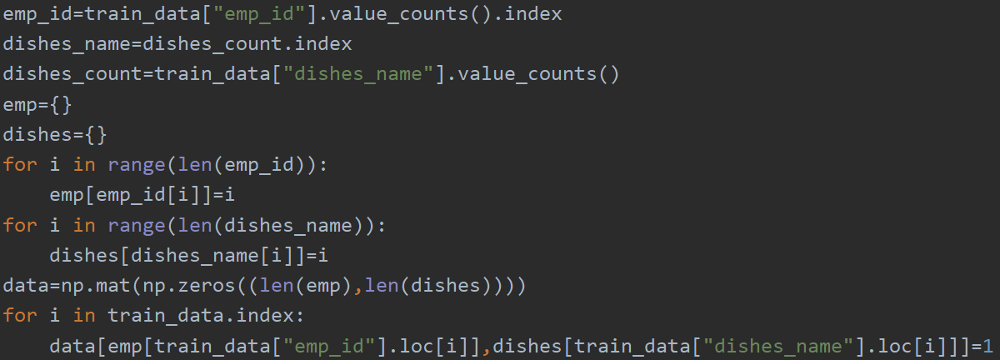 emp_id=train_data["emp_id"].value_counts().index
dishes_name=dishes_count.index
dishes_count=train_data["dishes_name"].value_counts()
emp={}
dishes={}
for i in range(len(emp_id)):
    emp[emp_id[i]]=i
for i in range(len(dishes_name)):
    dishes[dishes_name[i]]=i
data=np.mat(np.zeros((len(emp),len(dishes))))
for i in train_data.index:
    data[emp[train_data["emp_id"].loc[i]],dishes[train_data["dishes_name"].loc[i]]]=1